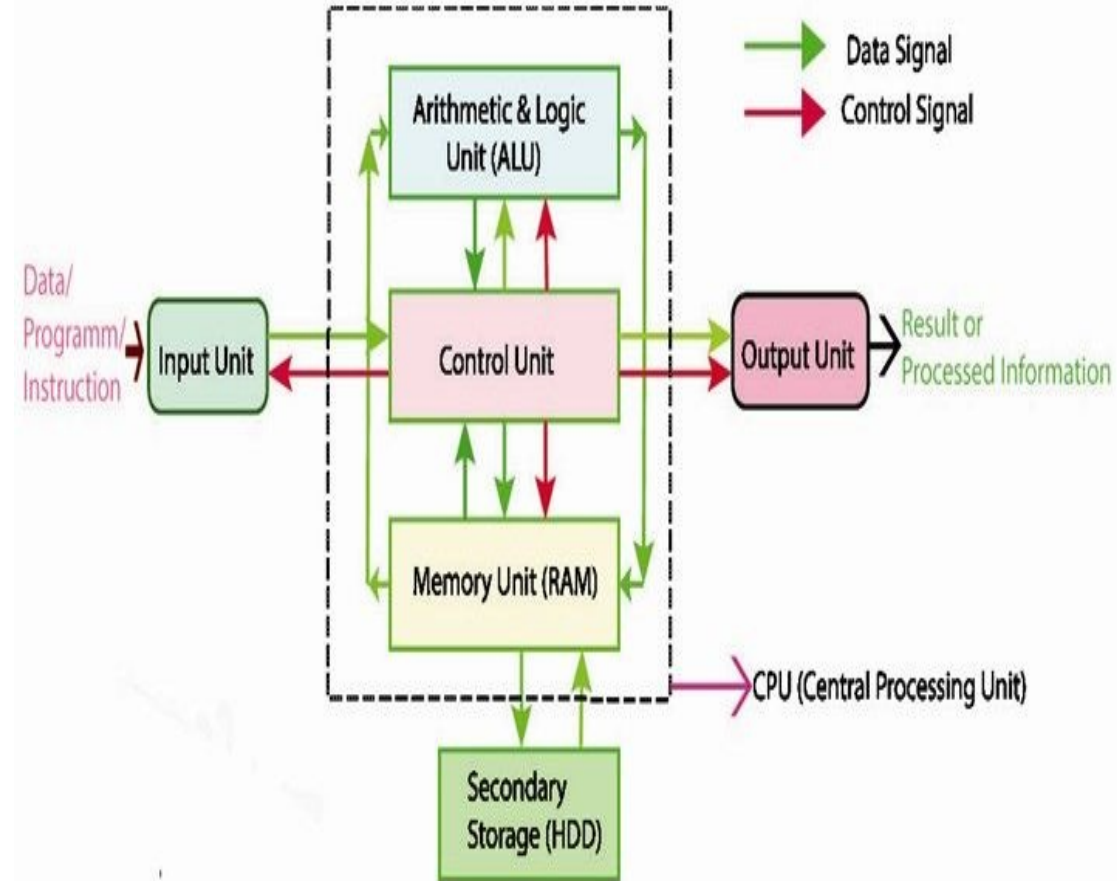 Data Signal
Control Signal
Arithmetic & Logic
Unit (ALU)
Data/
Programm/
Instruction
Input Unit
Control Unit
Output Unit
Result or
Processed Information
Memory Unit (RAM)
CPU (Central Processing Unit)
Secondary
Storage (HDD)